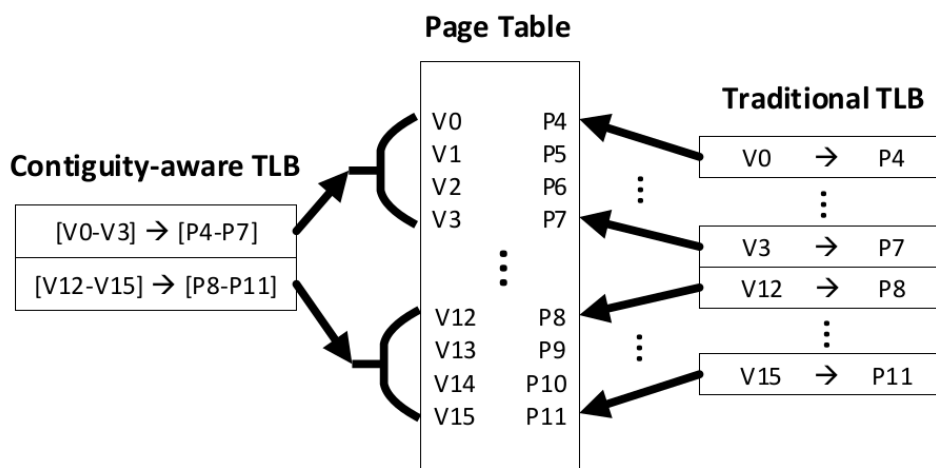 Page Table
Traditional TLB
Contiguity-aware TLB
[V0-V3] → [P4-P7]
[V12-V15] → [P8-P11]
V0 P4
V1 P5
V2 P6
V3 P7
⋮
V12 P8
V13 P9
V14 P10
V15 P11
V0 → P4
⋮ ⋮
V3 → P7
V12 → P8
⋮ ⋮
V15 → P11